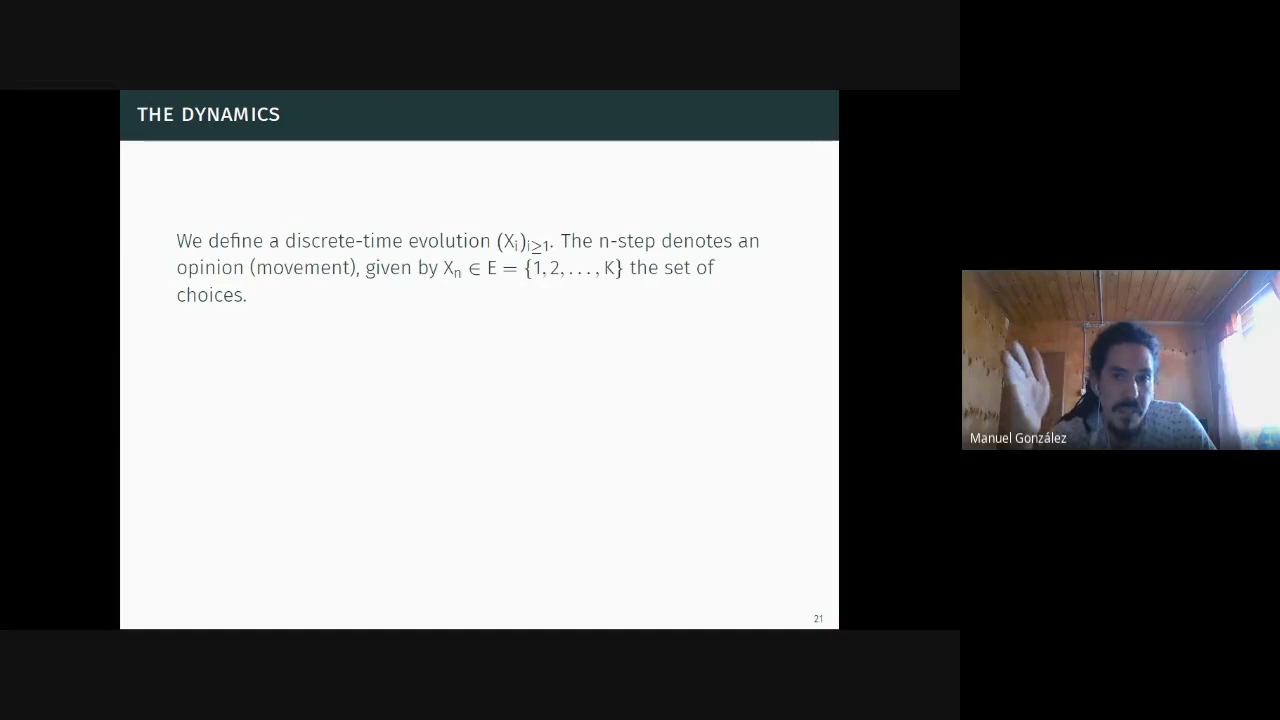 THE DYNAMICS
We define a discrete-time evolution (Xᵢ)ᵢ≥₁. The n-step denotes an
opinion (movement), given by Xₙ ∈ E = {1, 2, . . . , K} the set of
choices.
21
Manuel González